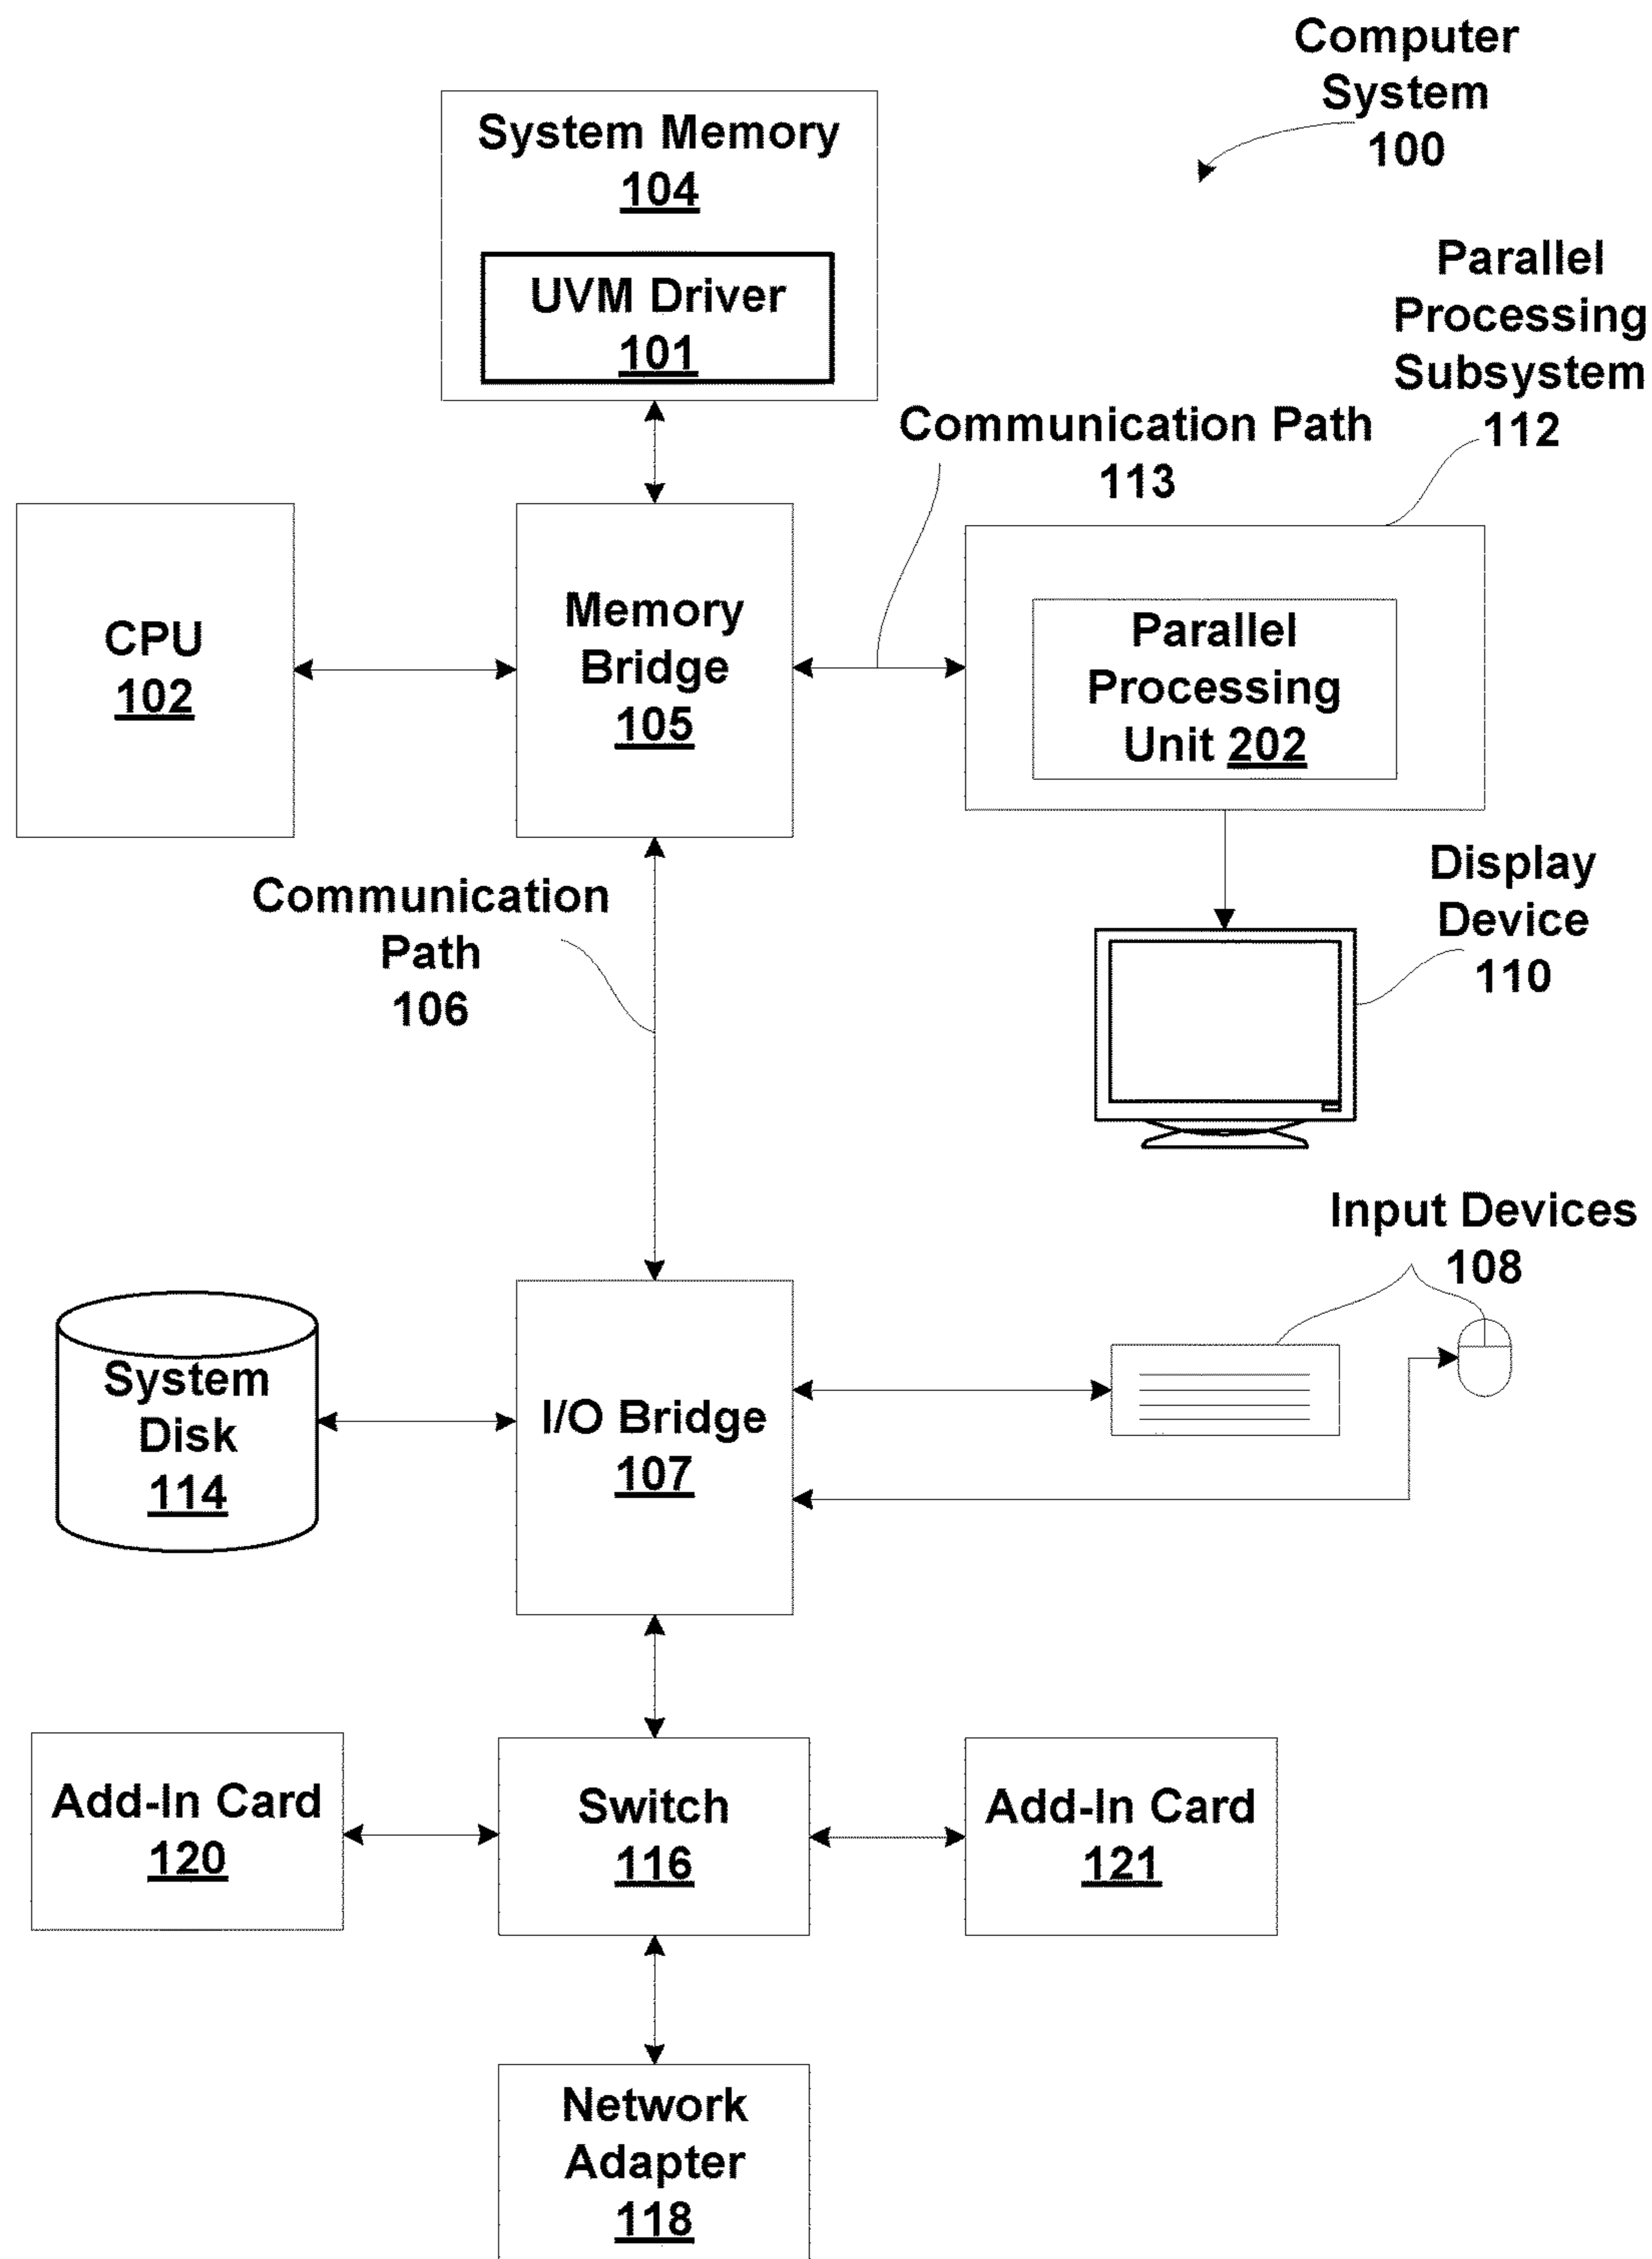 Computer
System
100
System Memory
104
UVM Driver
101
Parallel
Processing
Subsystem
112
Communication Path
113
CPU
102
Memory
Bridge
105
Parallel
Processing
Unit 202
Communication
Path
106
Display
Device
110
Input Devices
108
System
Disk
114
I/O Bridge
107
Add-In Card
120
Switch
116
Add-In Card
121
Network
Adapter
118